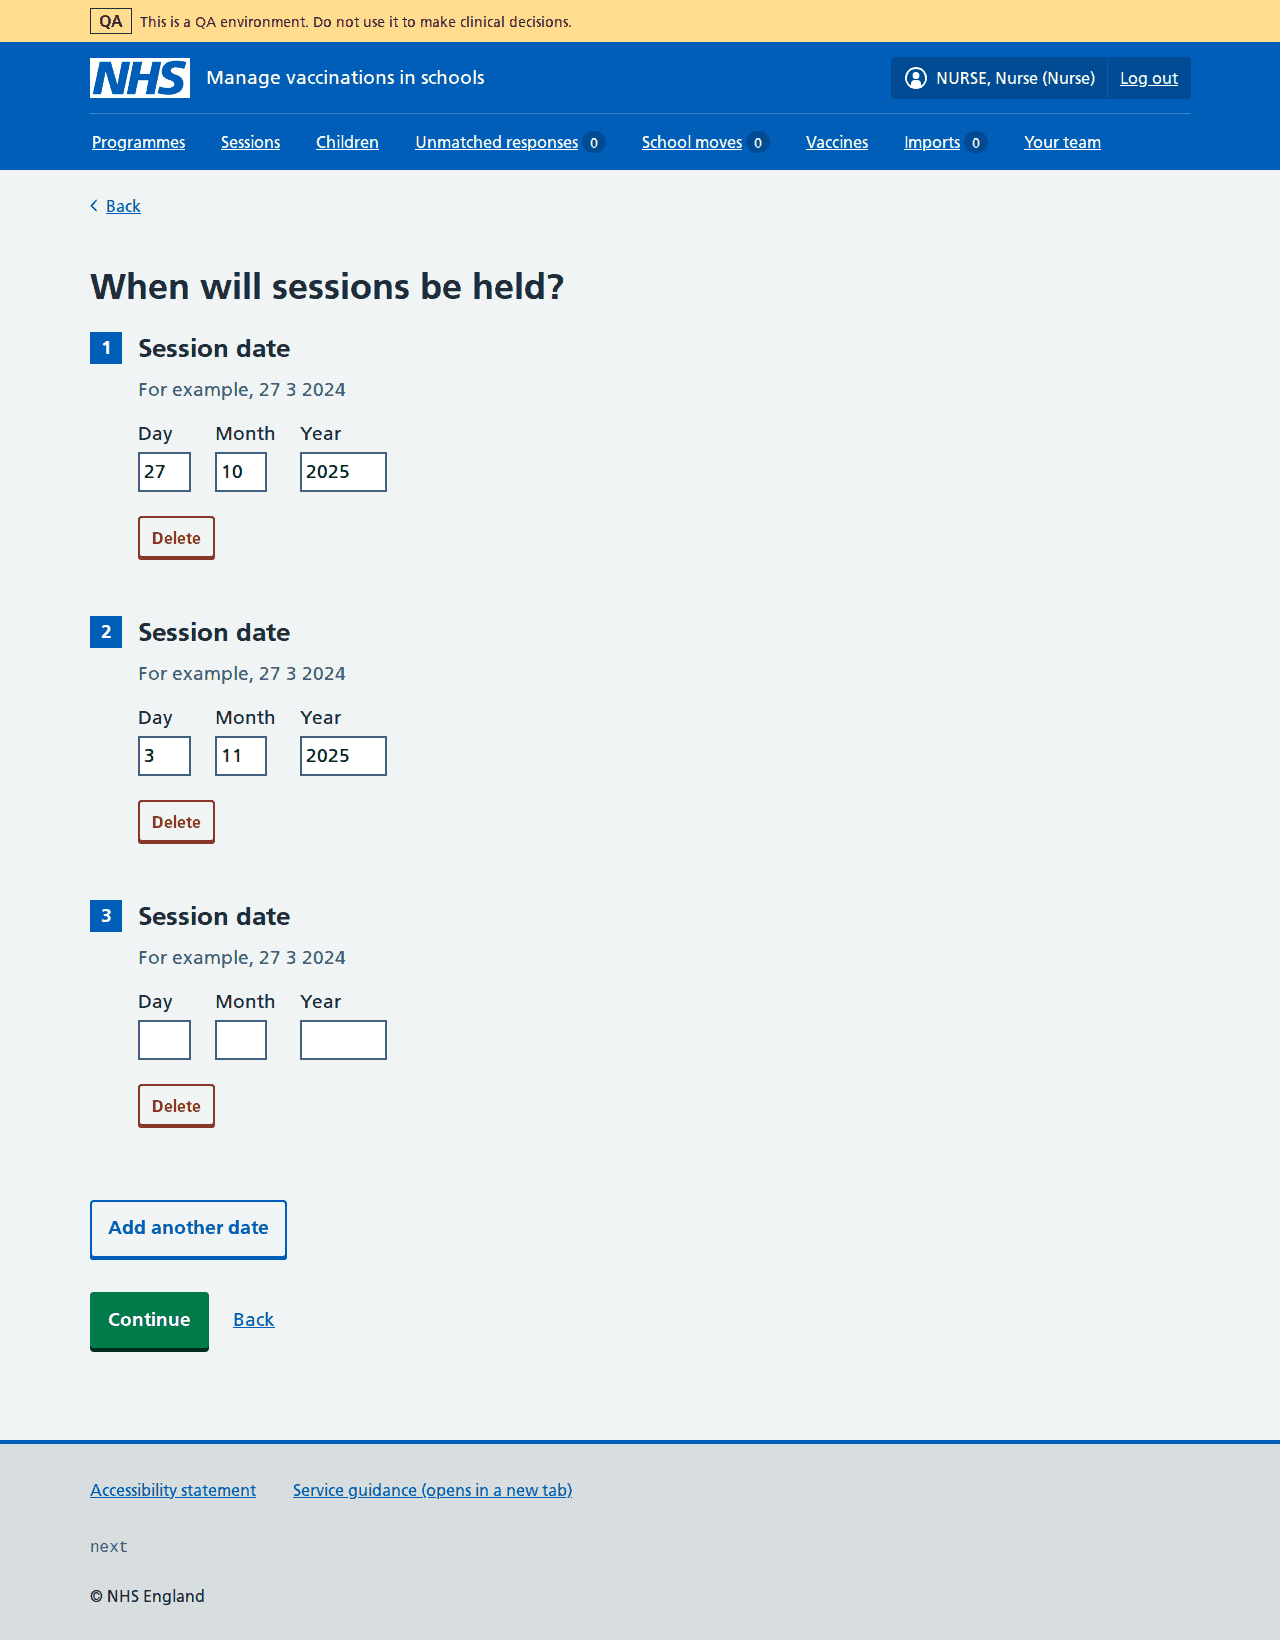 QA This is a QA environment. Do not use it to make clinical decisions.
NHS Manage vaccinations in schools NURSE, Nurse (Nurse) Log out
Programmes Sessions Children Unmatched responses 0 School moves 0 Vaccines Imports 0 Your team
Back
When will sessions be held?
1 Session date
For example, 27 3 2024
Day Month Year
27 10 2025
Delete
2 Session date
For example, 27 3 2024
Day Month Year
3 11 2025
Delete
3 Session date
For example, 27 3 2024
Day Month Year
Delete
Add another date
Continue Back
Accessibility statement Service guidance (opens in a new tab)
next
© NHS England